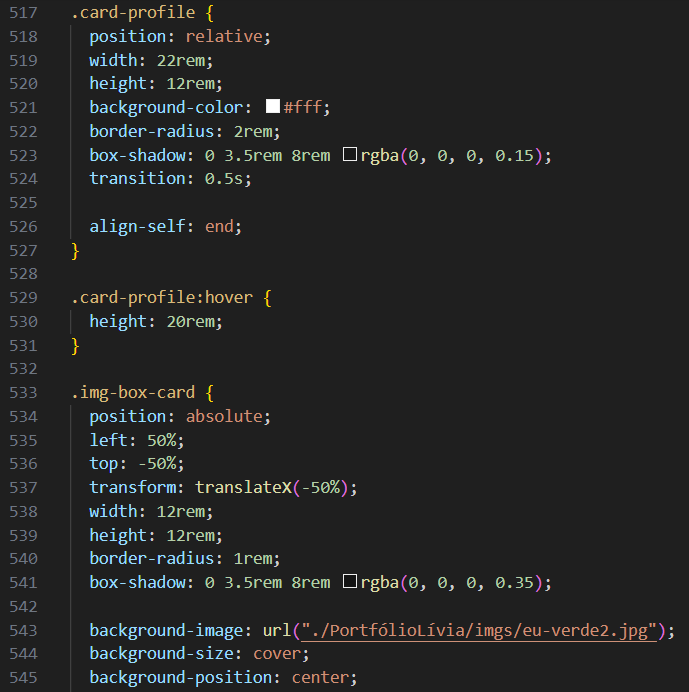 517 .card-profile {
518 position: relative;
519 width: 22rem;
520 height: 12rem;
521 background-color: #fff;
522 border-radius: 2rem;
523 box-shadow: 0 3.5rem 8rem rgba(0, 0, 0, 0.15);
524 transition: 0.5s;
525
526 align-self: end;
527 }
528
529 .card-profile:hover {
530 height: 20rem;
531 }
532
533 .img-box-card {
534 position: absolute;
535 left: 50%;
536 top: -50%;
537 transform: translateX(-50%);
538 width: 12rem;
539 height: 12rem;
540 border-radius: 1rem;
541 box-shadow: 0 3.5rem 8rem rgba(0, 0, 0, 0.35);
542
543 background-image: url("./PortfólioLívia/imgs/eu-verde2.jpg");
544 background-size: cover;
545 background-position: center;